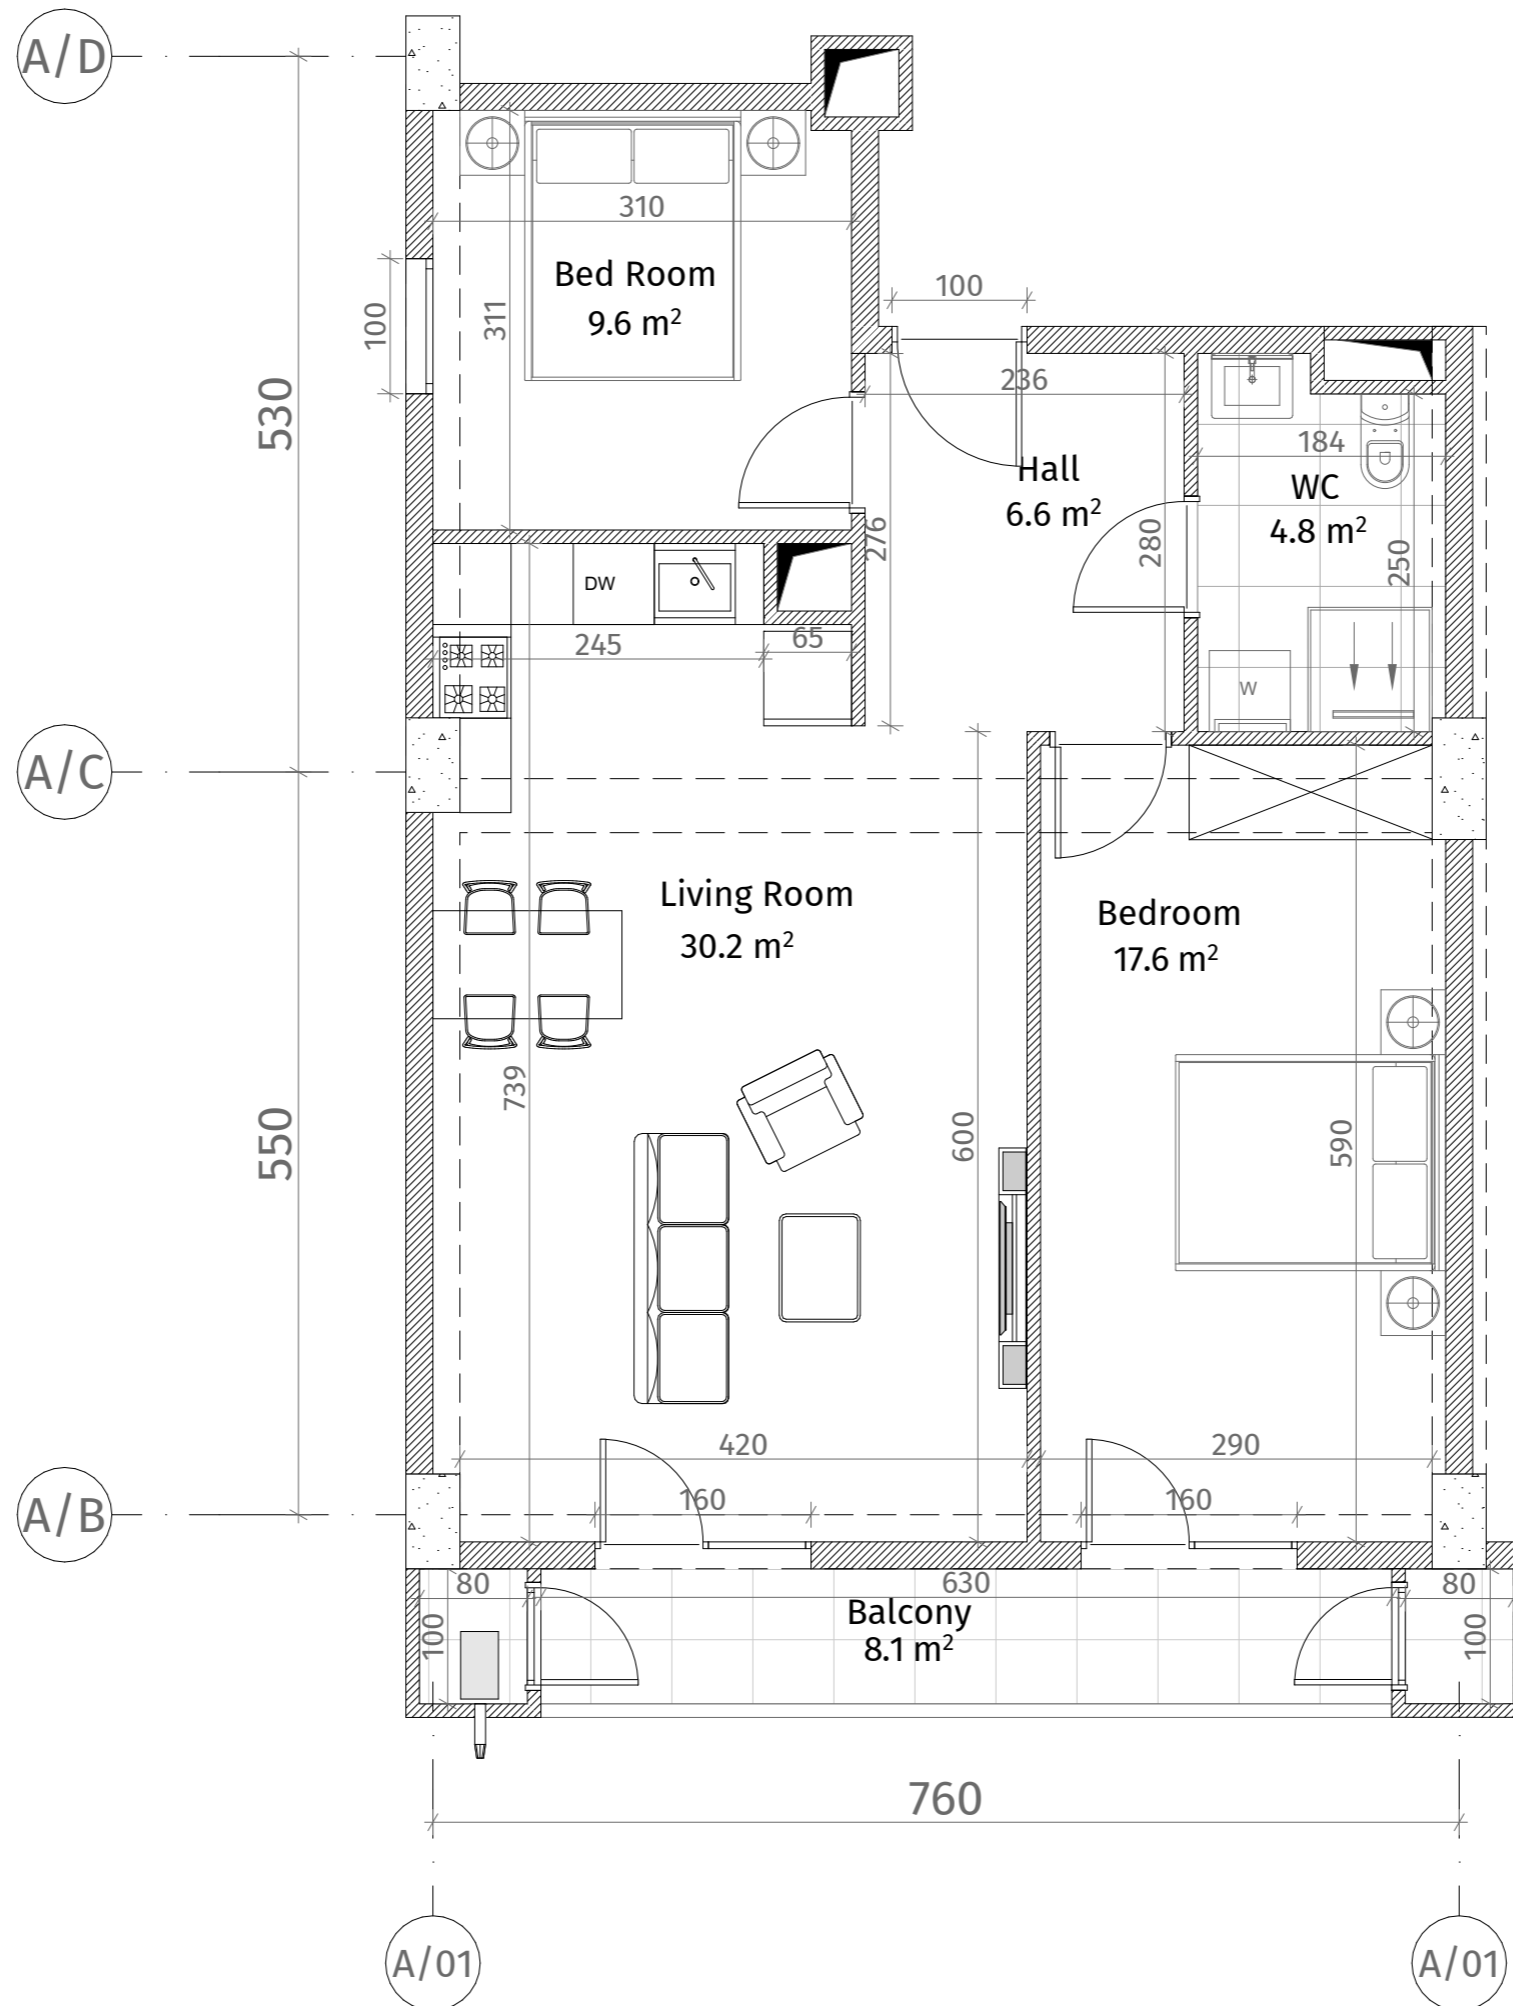 A/D
310
Bed Room
9.6 m²
100
311
100
530
236
Hall
6.6 m²
184
WC
4.8 m²
276
280
250
DW
245
65
W
A/C
Living Room
30.2 m²
Bedroom
17.6 m²
739
600
590
550
420
290
160
160
A/B
80
630
80
Balcony
8.1 m²
100
100
760
A/01
A/01